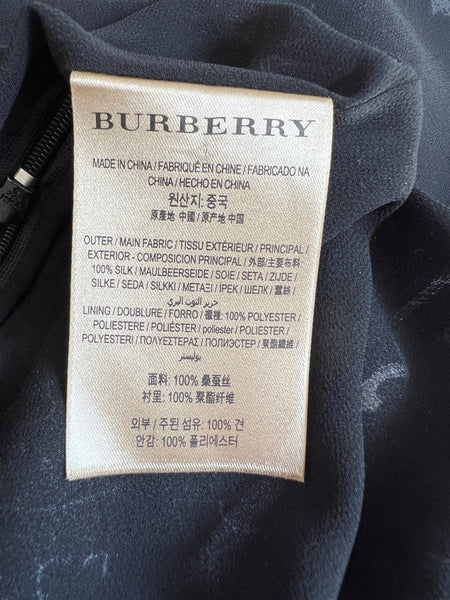 BURBERRY
MADE IN CHINA / FABRIQUÉ EN CHINE / FABRICADO NA
CHINA / HECHO EN CHINA
원산지: 중국
原產地 中國 / 原产地 中国
OUTER / MAIN FABRIC / TISSU EXTÉRIEUR / PRINCIPAL /
EXTERIOR - COMPOSICION PRINCIPAL / 外部/主要布料:
100% SILK / MAULBEERSEIDE / SOIE / SETA / ZIJDE /
SILKE / SEDA / SILKKI / ΜΕΤΑΞΙ / İPEK / ШЕЛК / 蠶絲 /
حرير التوت البري
LINING / DOUBLURE / FORRO / 襯裡: 100% POLYESTER /
POLIESTERE / POLIÉSTER / poliester / POLIESTER /
POLYESTERI / ΠΟΛΥΕΣΤΕΡΑΣ / ПОЛИЭСТЕР / 聚酯纖維 /
بوليستر
面料: 100% 桑蚕丝
衬里: 100% 聚酯纤维
외부 / 주된 섬유: 100% 견
안감: 100% 폴리에스터